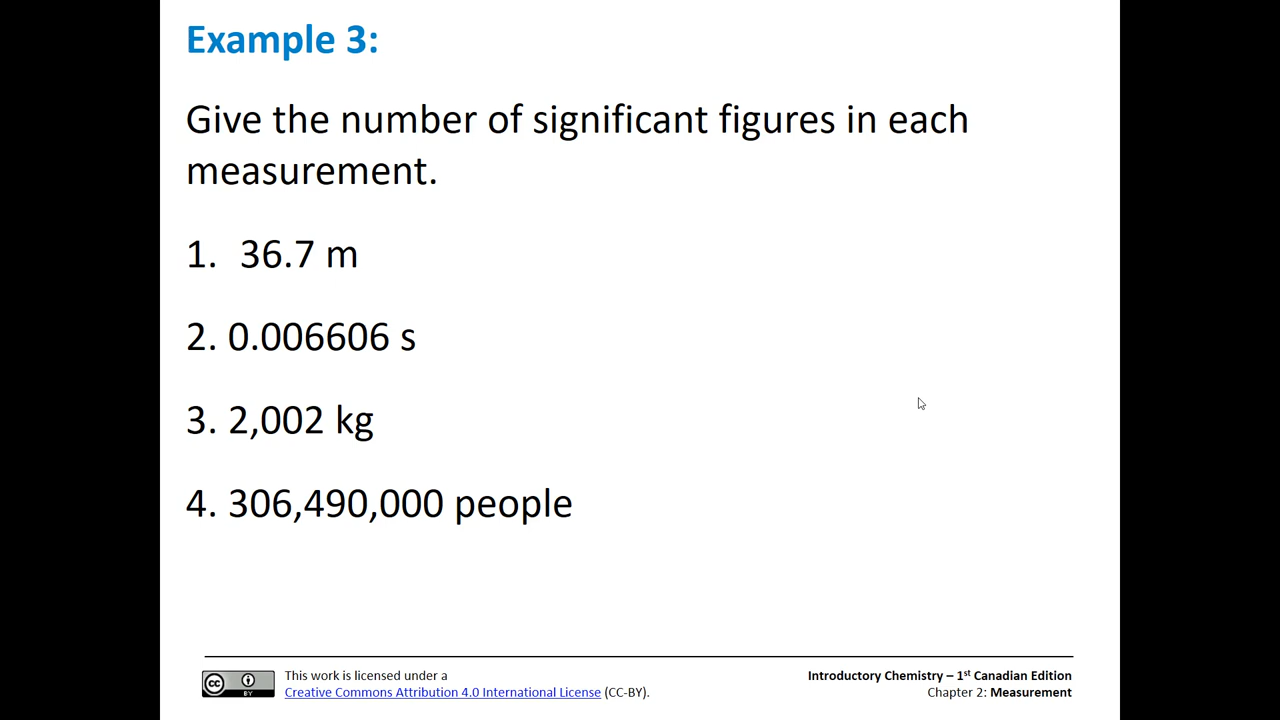 Example 3:
Give the number of significant figures in each
measurement.
1. 36.7 m
2. 0.006606 s
3. 2,002 kg
4. 306,490,000 people
cc BY
This work is licensed under a
Creative Commons Attribution 4.0 International License (CC-BY).
Introductory Chemistry – 1st Canadian Edition
Chapter 2: Measurement